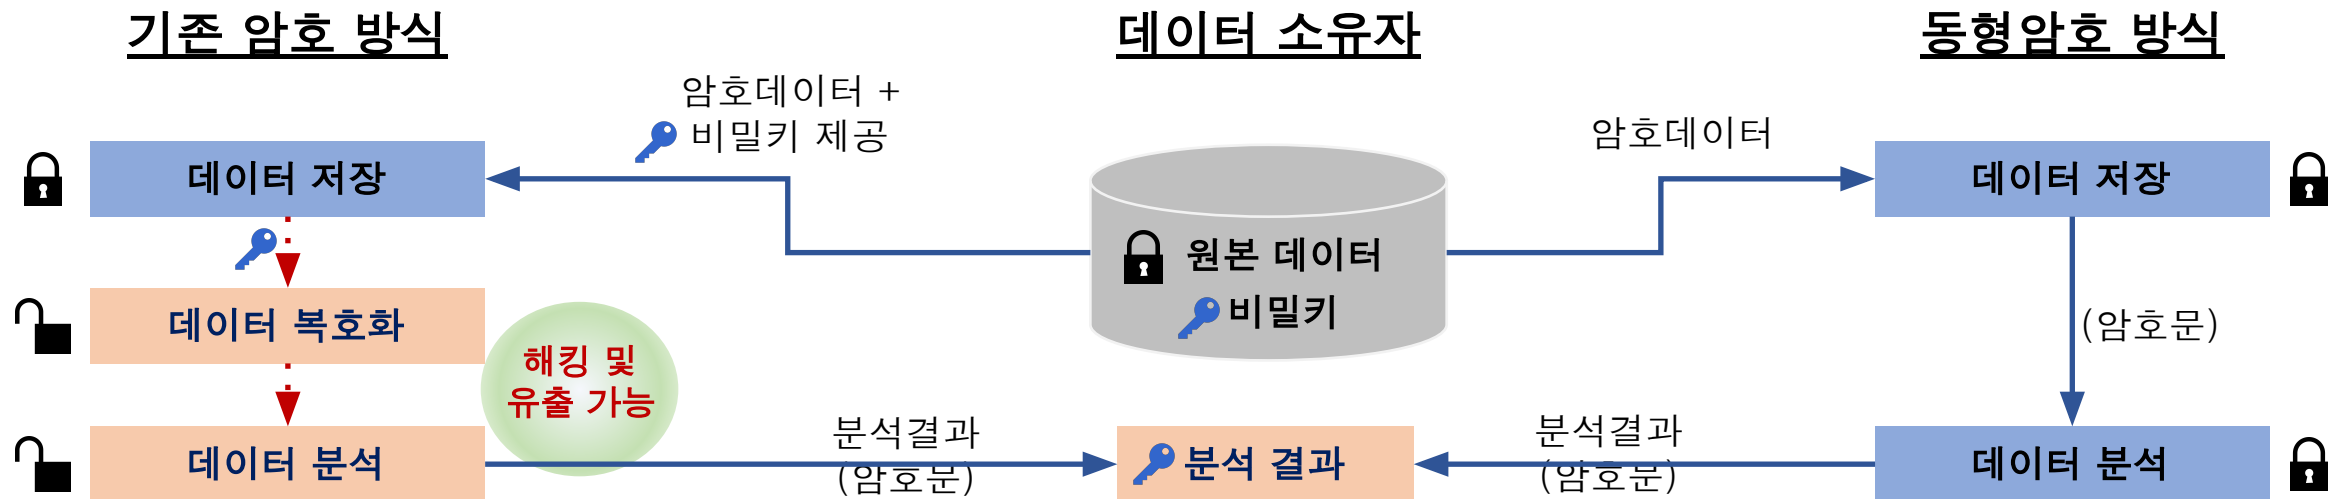 기존 암호 방식
데이터 소유자
동형암호 방식
암호데이터 +
비밀키 제공
암호데이터
데이터 저장
데이터 저장
원본 데이터
비밀키
데이터 복호화
(암호문)
해킹 및
유출 가능
분석결과
(암호문)
분석결과
(암호문)
데이터 분석
분석 결과
데이터 분석